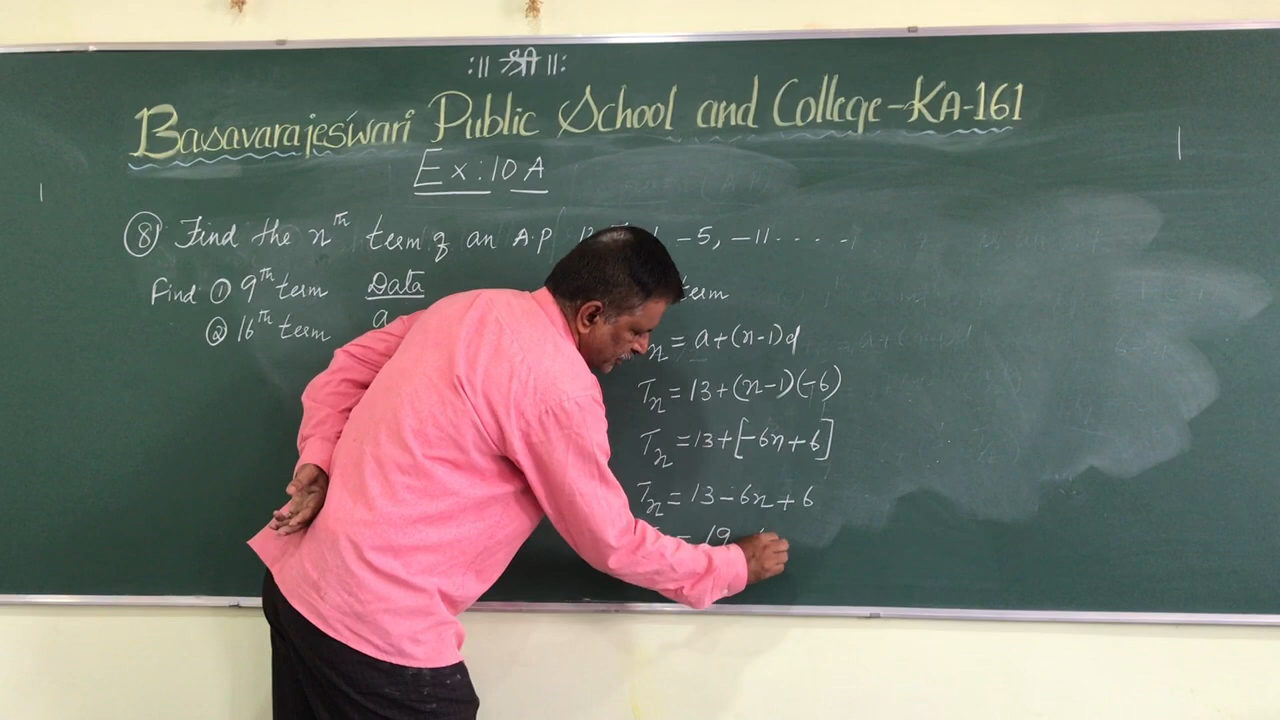 :|| श्री ||:
Basavarajeswari Public School and College-KA-161
Ex:10 A
⑧ Find the nth term of an A.P -5, -11.....
Find ① 9th term
② 16th term
Data
a
term
n = a+(n-1)d
Tn = 13+(n-1)(-6)
Tn = 13+[-6n+6]
Tn = 13-6n+6
= 19